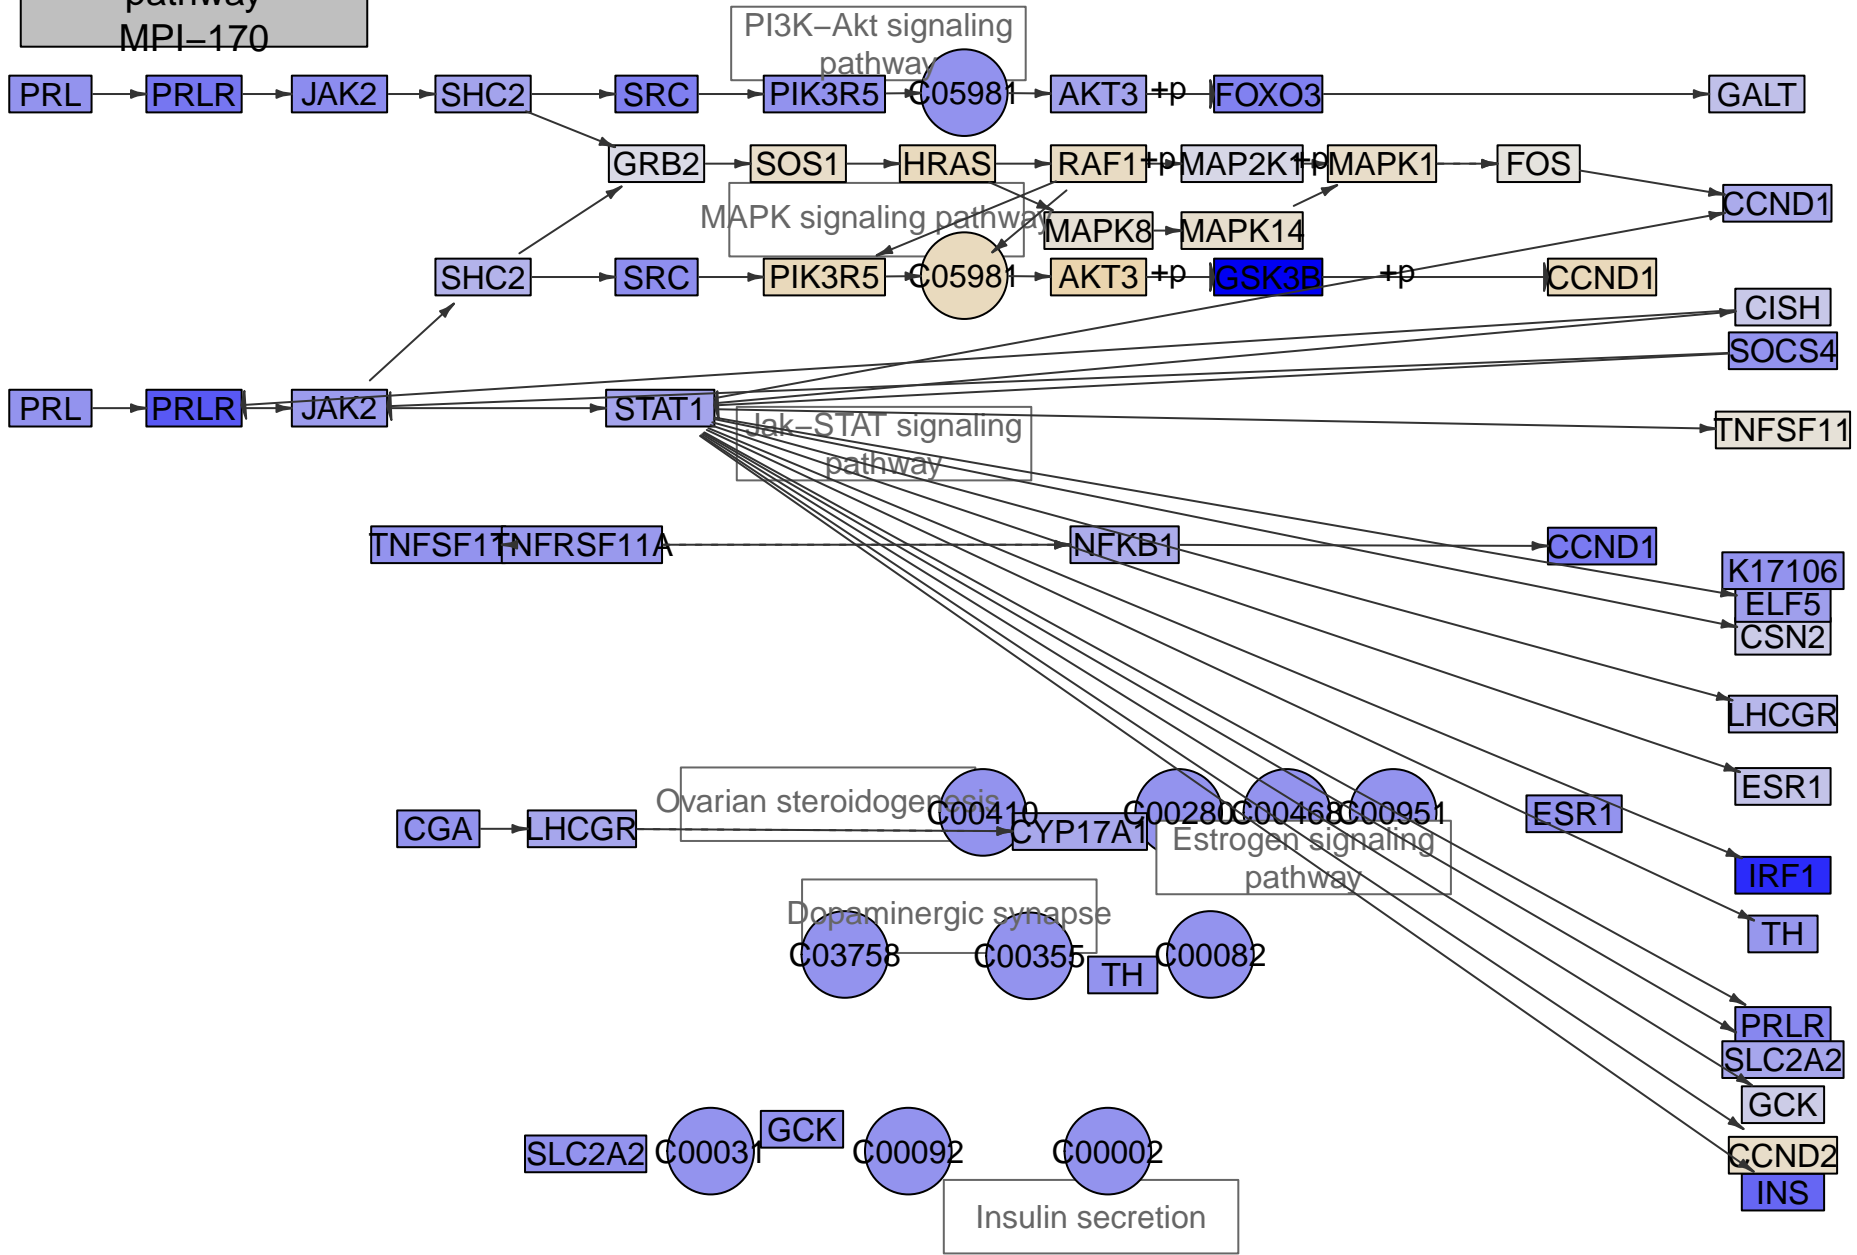 pathway
MPI−170
PI3K−Akt signaling
pathway
PRL
PRLR
JAK2
SHC2
SRC
PIK3R5
C05981
AKT3
+p
FOXO3
GALT
GRB2
SOS1
HRAS
RAF1
+p
MAP2K1
+p
MAPK1
FOS
CCND1
MAPK signaling pathway
MAPK8
MAPK14
SHC2
SRC
PIK3R5
C05981
AKT3
+p
GSK3B
+p
CCND1
CISH
SOCS4
PRL
PRLR
JAK2
STAT1
Jak−STAT signaling
pathway
TNFSF11
TNFSF11
TNFRSF11A
NFKB1
CCND1
K17106
ELF5
CSN2
LHCGR
ESR1
Ovarian steroidogenesis
C00410
C00280
C00468
C00951
ESR1
CGA
LHCGR
CYP17A1
Estrogen signaling
pathway
IRF1
Dopaminergic synapse
C03758
C00355
TH
C00082
TH
PRLR
SLC2A2
GCK
SLC2A2
C00031
GCK
C00092
C00002
CCND2
INS
Insulin secretion